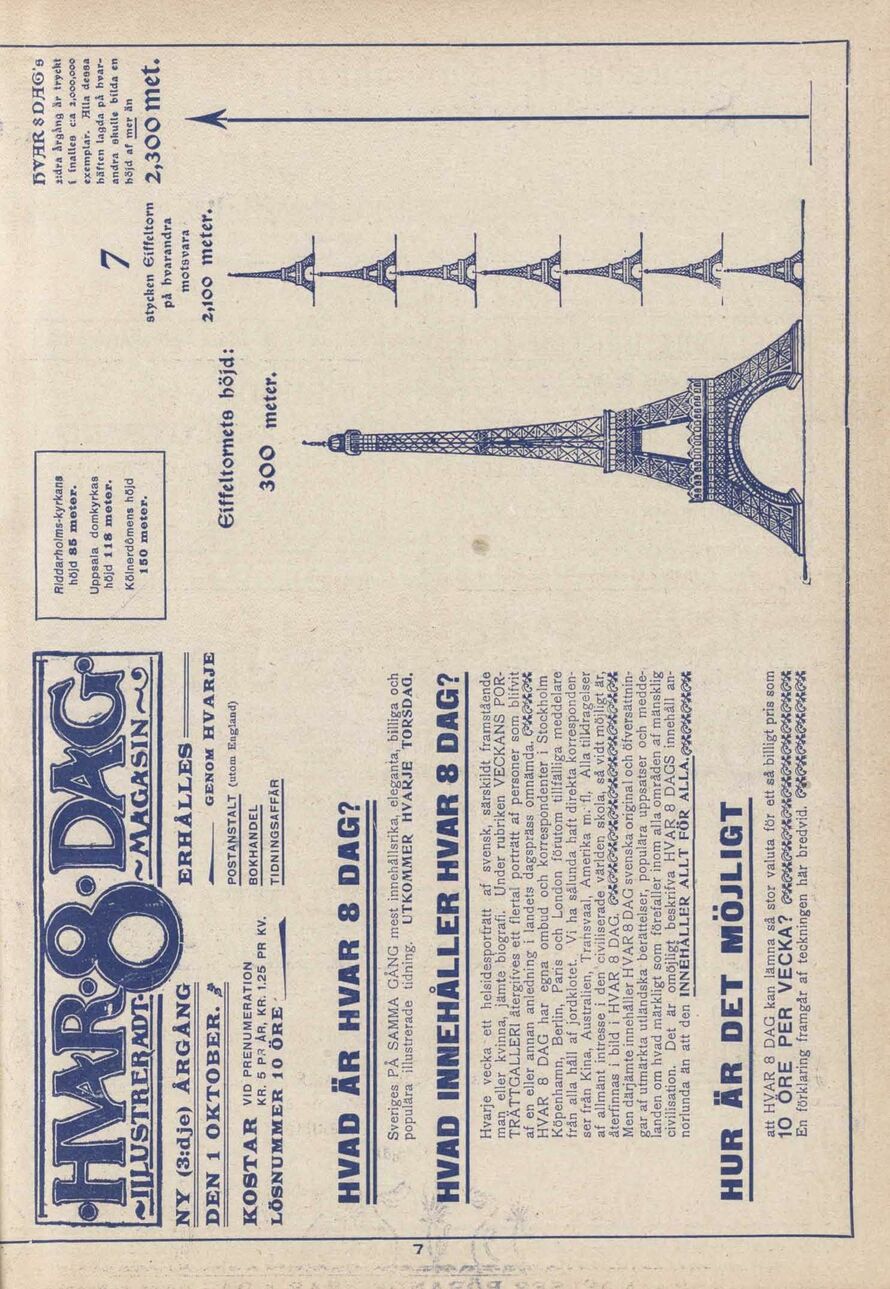 HVAR·8·DAG
ILLUSTRERADT· MAGASIN
NY (3:dje) ÅRGÅNG
DEN 1 OKTOBER.
KOSTAR VID PRENUMERATION
KR. 5 PR ÅR, KR. 1.25 PR KV.
LÖSNUMMER 10 ÖRE
ERHÅLLES
GENOM HVARJE
POSTANSTALT (utom England)
BOKHANDEL
TIDNINGSAFFÄR
HVAD ÄR HVAR 8 DAG?
Sveriges PÅ SAMMA GÅNG mest innehållsrika, eleganta, billiga och
populära illustrerade tidning. UTKOMMER HVARJE TORSDAG.
HVAD INNEHÅLLER HVAR 8 DAG?
Hvarje vecka ett helsidesporträtt af svensk, särskildt framstående
man eller kvinna, jämte biografi. Under rubriken VECKANS POR-
TRÄTTGALLERI återgifves ett flertal porträtt af personer som blifvit
af en eller annan anledning i landets dagspräss omnämda.
HVAR 8 DAG har egna ombud och korrespondenter i Stockholm
Köpenhamn, Berlin, Paris och London förutom tillfälliga meddelare
från alla håll af jordklotet. Vi ha sålunda haft direkta korresponden-
ser från Kina, Australien, Transvaal, Amerika m. fl. Alla tilldragelser
af allmänt intresse i den civiliserade världen skola, så vidt möjligt är,
återfinnas i bild i HVAR 8 DAG.
Men därjämte innehåller HVAR 8 DAG svenska original och öfversättnin-
gar af utmärkta utländska berättelser, populära uppsatser och medde-
landen om hvad märkligt som förefaller inom alla områden af mänsklig
civilisation. Det är omöjligt beskrifva HVAR 8 DAGS innehåll an-
norlunda än att den INNEHÅLLER ALLT FÖR ALLA.
HUR ÄR DET MÖJLIGT
att HVAR 8 DAG kan lämna så stor valuta för ett så billigt pris som
10 ÖRE PER VECKA?
En förklaring framgår af teckningen här bredvid.
Riddarholms-kyrkans
höjd 85 meter.
Uppsala domkyrkas
höjd 118 meter.
Kölnerdômens höjd
150 meter.
Eiffeltornets höjd:
300 meter.
7
stycken Eiffeltorn
på hvarandra
motsvara
2,100 meter.
HVAR 8 DAG's
2:dra årgång är tryckt
i inalles c:a 2,000,000
exemplar. Alla dessa
häften lagda på hvar-
andra skulle bilda en
höjd af mer än
2,300 met.
7